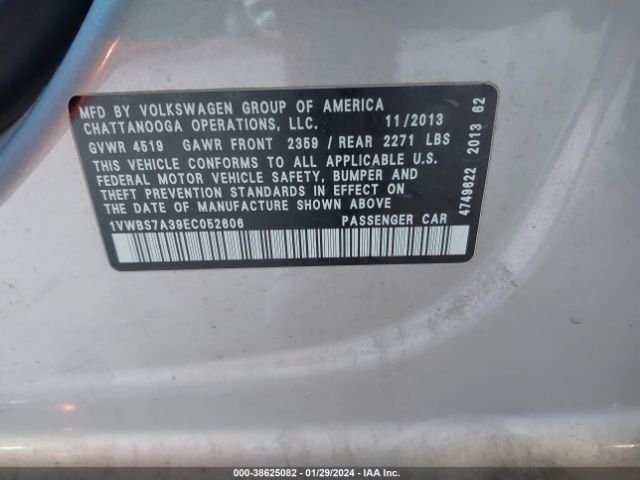 MFD BY VOLKSWAGEN GROUP OF AMERICA
CHATTANOOGA OPERATIONS, LLC. 11/2013
GVWR 4519 GAWR FRONT 2359 / REAR 2271 LBS
THIS VEHICLE CONFORMS TO ALL APPLICABLE U.S.
FEDERAL MOTOR VEHICLE SAFETY, BUMPER AND
THEFT PREVENTION STANDARDS IN EFFECT ON
THE DATE OF MANUFACTURE SHOWN ABOVE
1VWBS7A39EC052606 PASSENGER CAR
4749622 2013 62
000-38625082 - 01/29/2024 - IAA Inc.